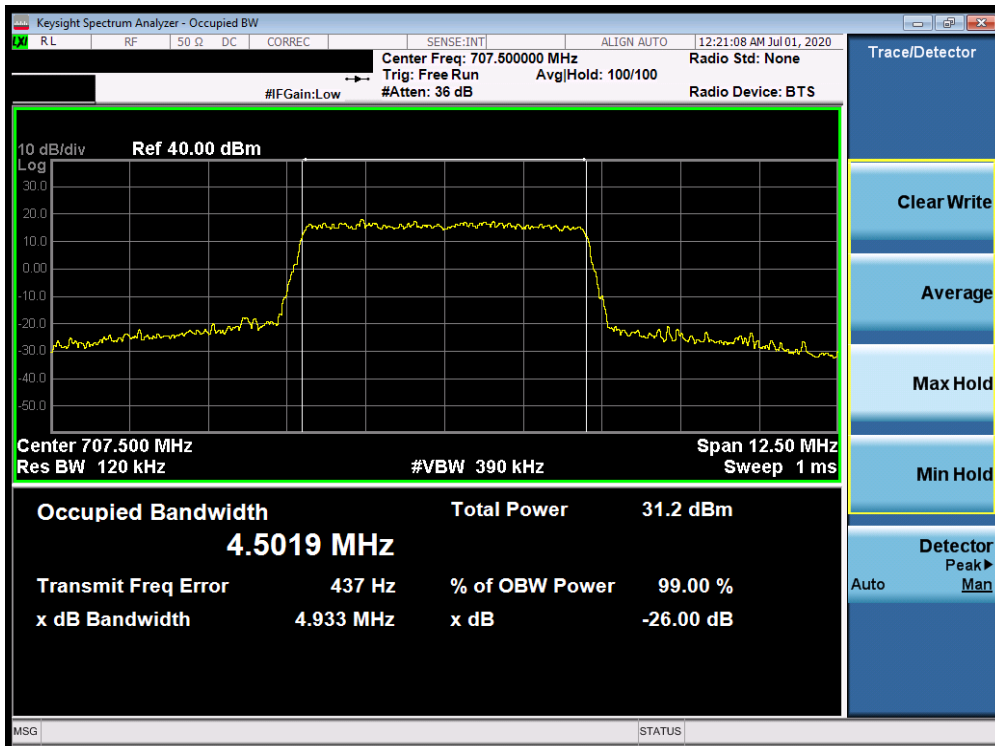 Keysight Spectrum Analyzer - Occupied BW
LXI RL RF 50 Ω DC CORREC SENSE:INT ALIGN AUTO 12:21:08 AM Jul 01, 2020
Center Freq: 707.500000 MHz Radio Std: None
Trig: Free Run Avg|Hold: 100/100
#IFGain:Low #Atten: 36 dB Radio Device: BTS
10 dB/div Ref 40.00 dBm
Log
30.0
20.0
10.0
0.00
-10.0
-20.0
-30.0
-40.0
-50.0
Center 707.500 MHz Span 12.50 MHz
Res BW 120 kHz #VBW 390 kHz Sweep 1 ms
Occupied Bandwidth Total Power 31.2 dBm
4.5019 MHz
Transmit Freq Error 437 Hz % of OBW Power 99.00 %
x dB Bandwidth 4.933 MHz x dB -26.00 dB
MSG STATUS
Trace/Detector
Clear Write
Average
Max Hold
Min Hold
Detector
Peak▶
Auto Man